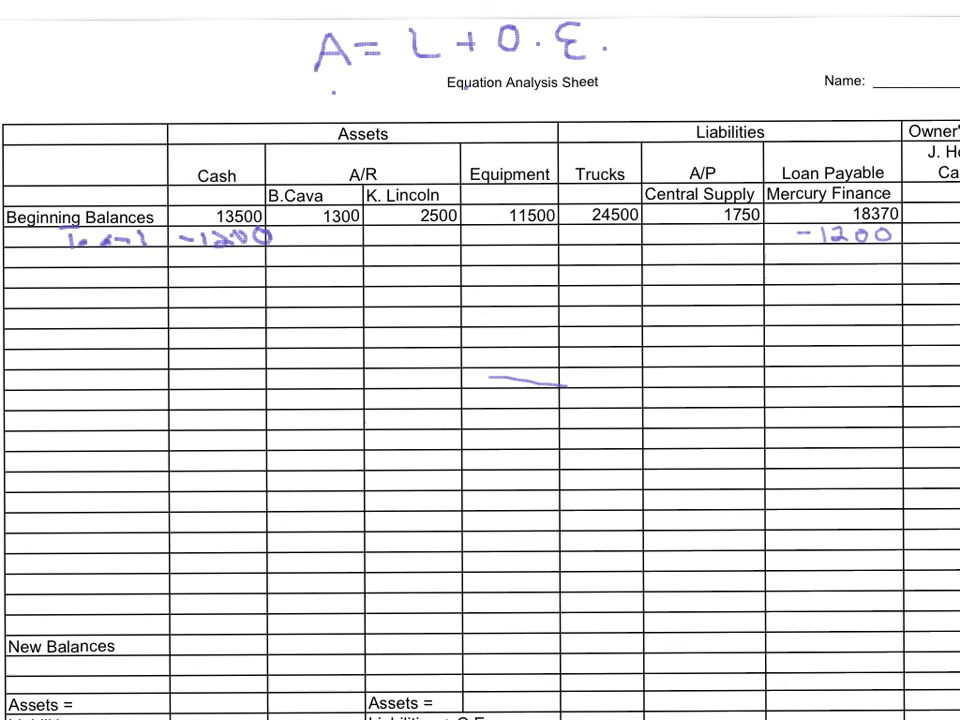 A = L + O.E.
Equation Analysis Sheet
Name:
Assets Liabilities Owner'
J. Ho
Cash A/R Equipment Trucks A/P Loan Payable Ca
B.Cava K. Lincoln Central Supply Mercury Finance
Beginning Balances 13500 1300 2500 11500 24500 1750 18370
-1200 -1200
New Balances
Assets = Assets =